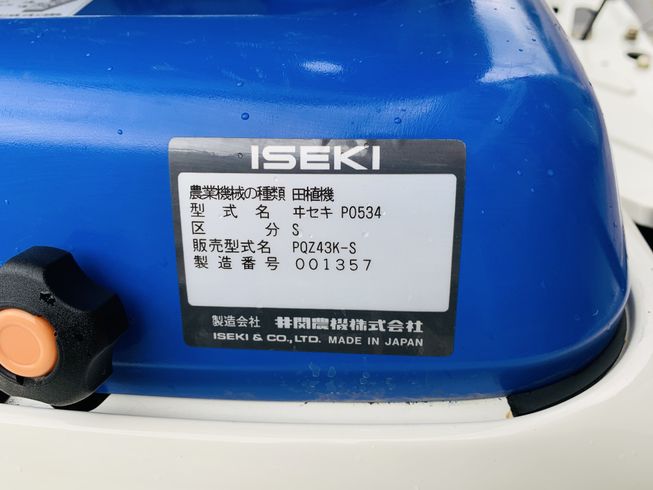 ISEKI
農業機械の種類 田植機
型式名 ヰセキ P0534
区分 S
販売型式名 PQZ43K-S
製造番号 001357
製造会社 井関農機株式会社
ISEKI & CO., LTD. MADE IN JAPAN